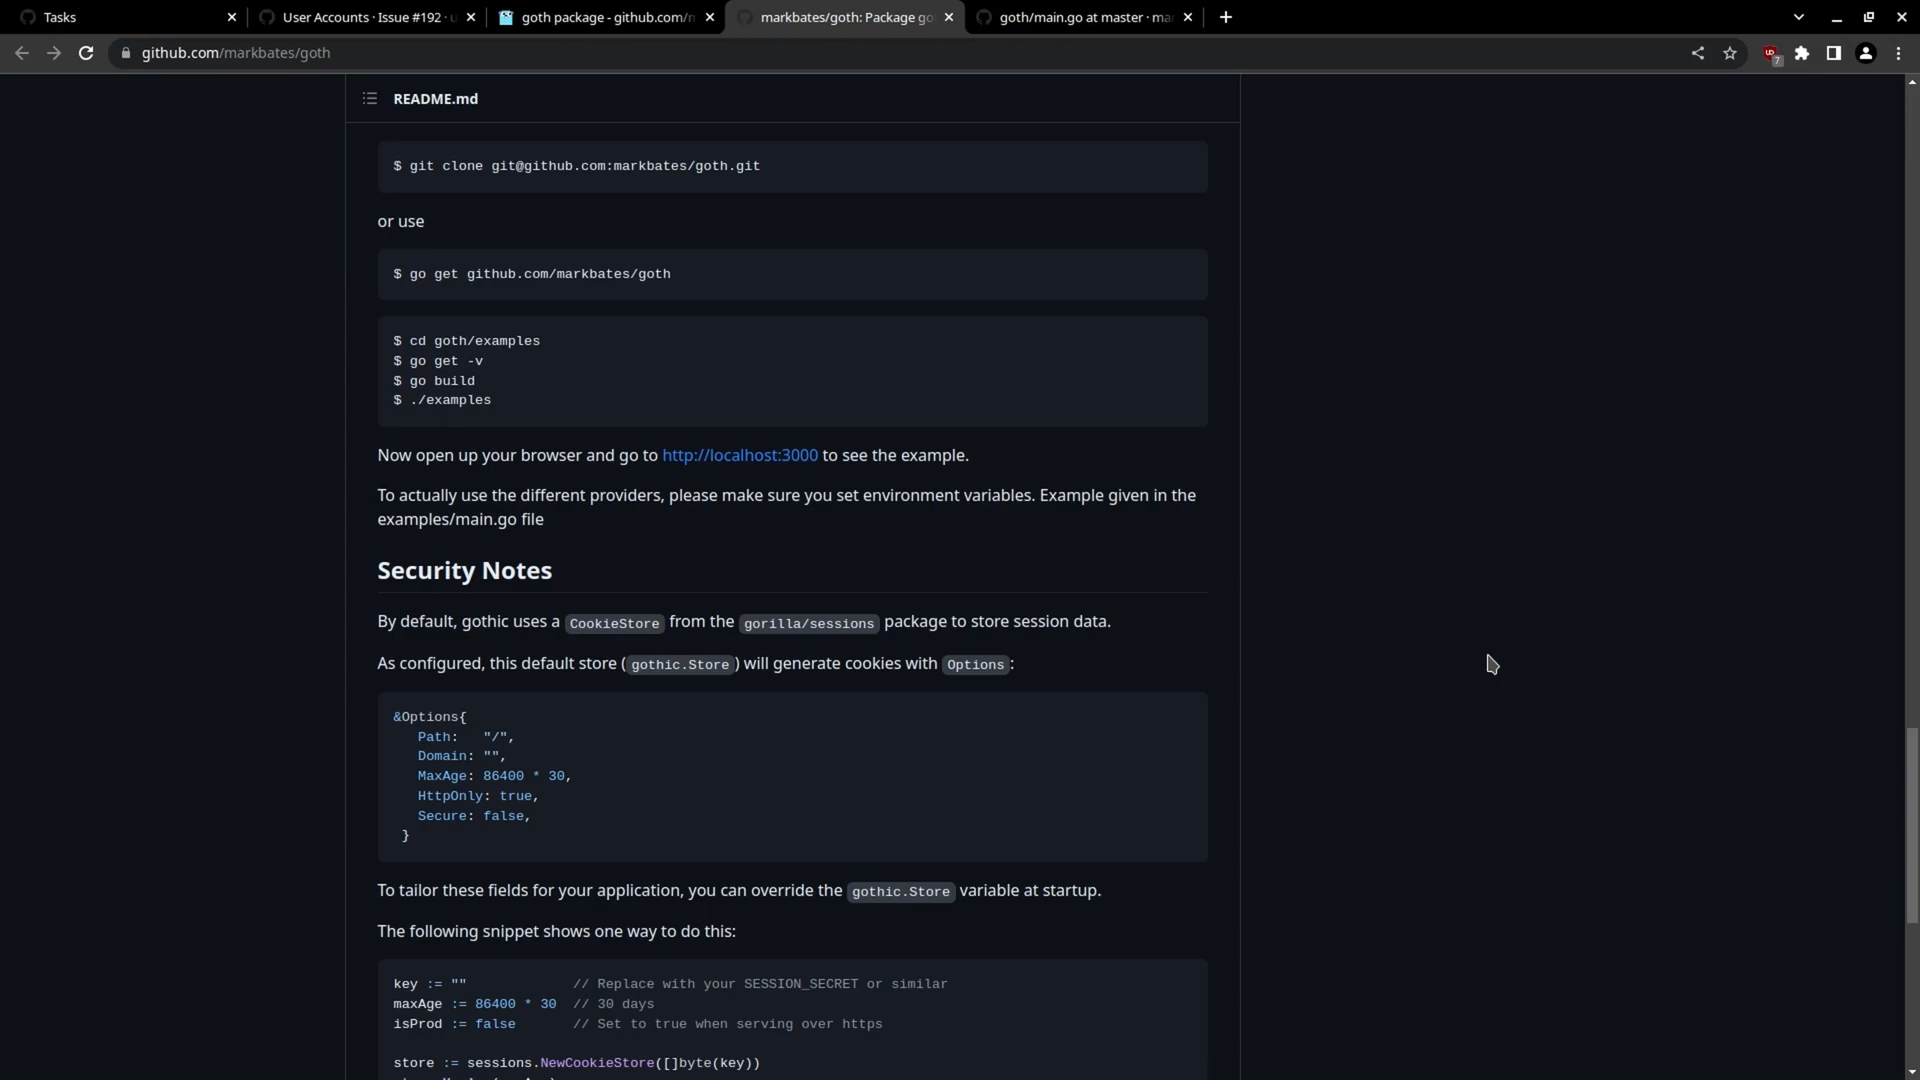 Tasks
User Accounts · Issue #192 ·
goth package - github.com/
markbates/goth: Package go
goth/main.go at master · ma
github.com/markbates/goth
7
README.md
$ git clone git@github.com:markbates/goth.git
or use
$ go get github.com/markbates/goth
$ cd goth/examples
$ go get -v
$ go build
$ ./examples
Now open up your browser and go to http://localhost:3000 to see the example.
To actually use the different providers, please make sure you set environment variables. Example given in the
examples/main.go file
Security Notes
By default, gothic uses a CookieStore from the gorilla/sessions package to store session data.
As configured, this default store (gothic.Store) will generate cookies with Options:
&Options{
   Path:   "/",
   Domain: "",
   MaxAge: 86400 * 30,
   HttpOnly: true,
   Secure: false,
 }
To tailor these fields for your application, you can override the gothic.Store variable at startup.
The following snippet shows one way to do this:
key := ""             // Replace with your SESSION_SECRET or similar
maxAge := 86400 * 30  // 30 days
isProd := false       // Set to true when serving over https
store := sessions.NewCookieStore([]byte(key))